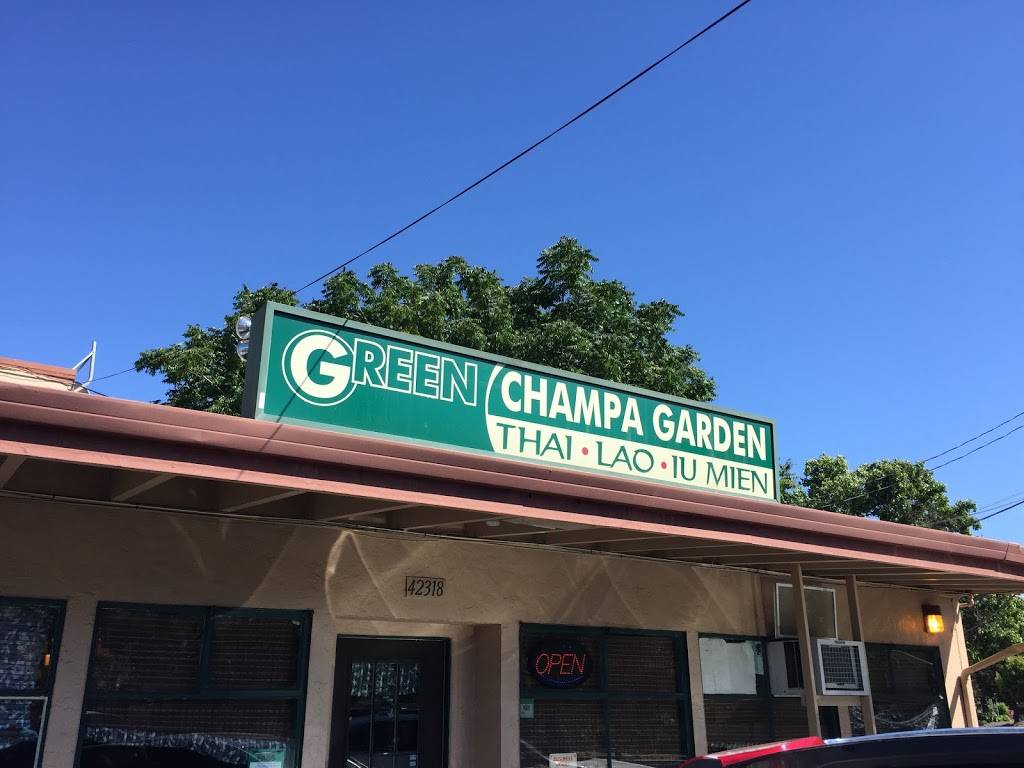 GREEN
CHAMPA GARDEN
THAI • LAO • IU MIEN
42318
OPEN